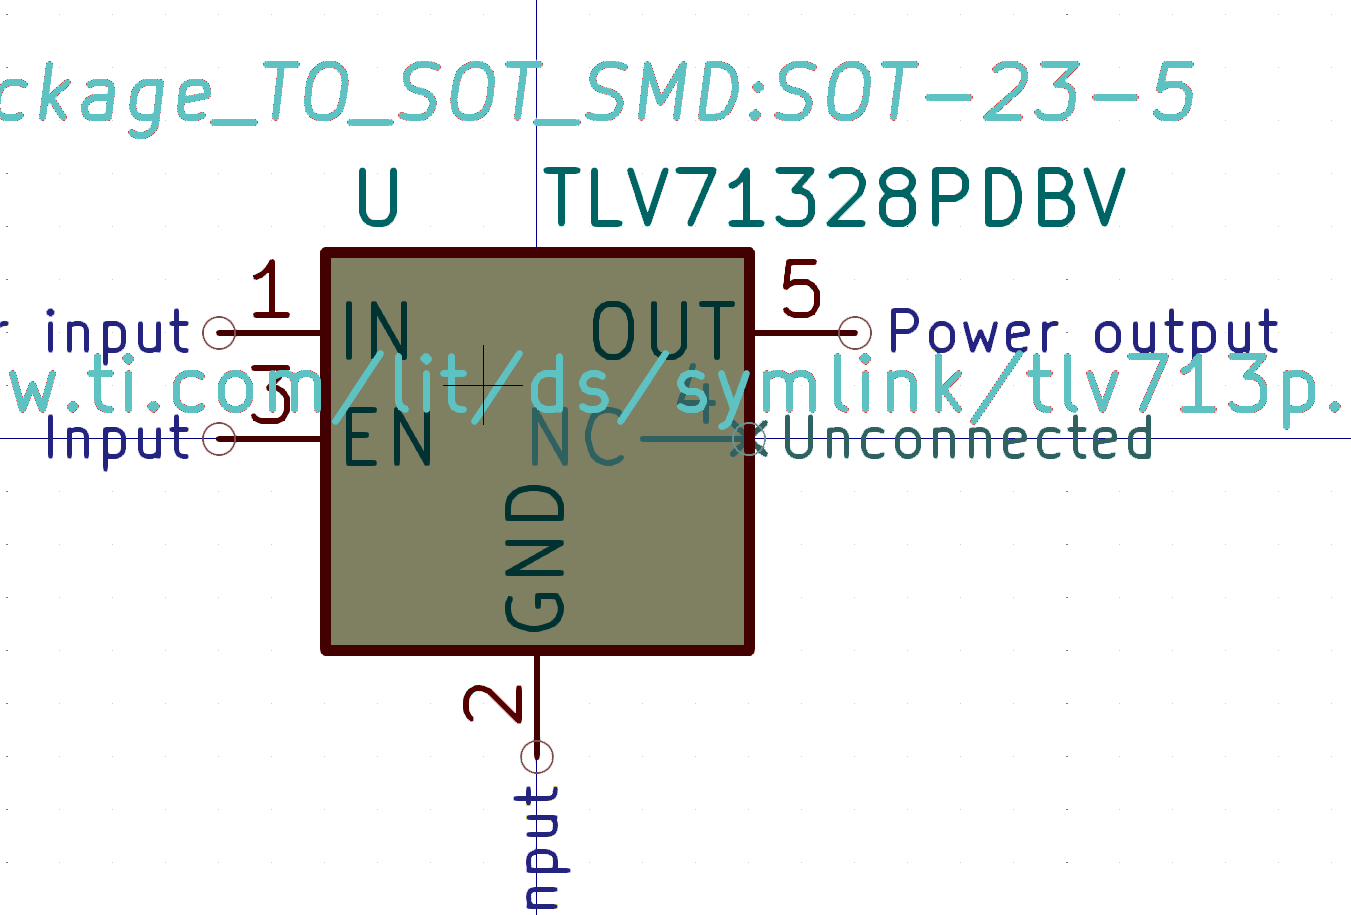 ckage_TO_SOT_SMD:SOT-23-5
U TLV71328PDBV
1 5
r input IN OUT Power output
w.ti.com/lit/ds/symlink/tlv713p.
3 4
Input EN NC Unconnected
GND
2
nput